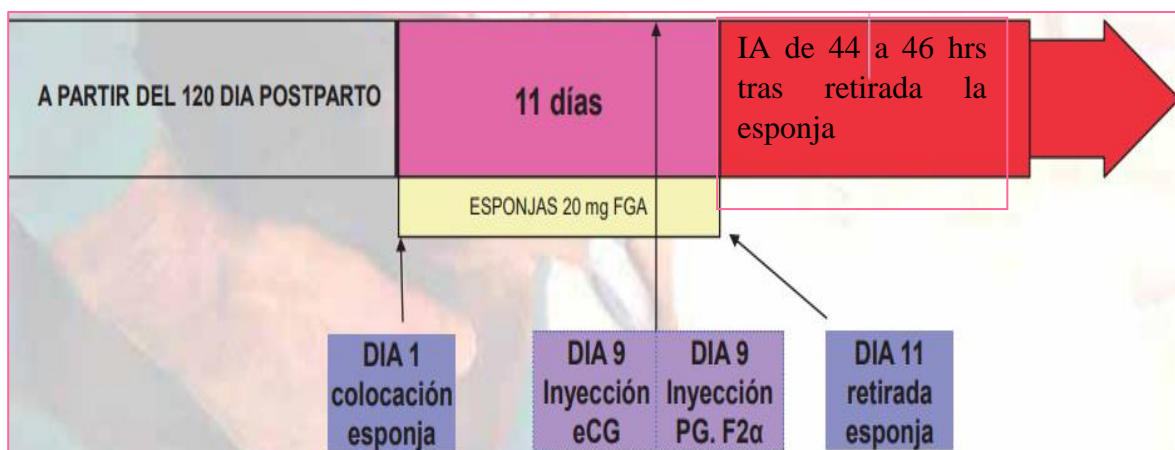 A PARTIR DEL 120 DIA POSTPARTO
11 días
IA de 44 a 46 hrs
tras retirada la
esponja
ESPONJAS 20 mg FGA
DIA 1
colocación
esponja
DIA 9
Inyección
eCG
DIA 9
Inyección
PG. F2α
DIA 11
retirada
esponja